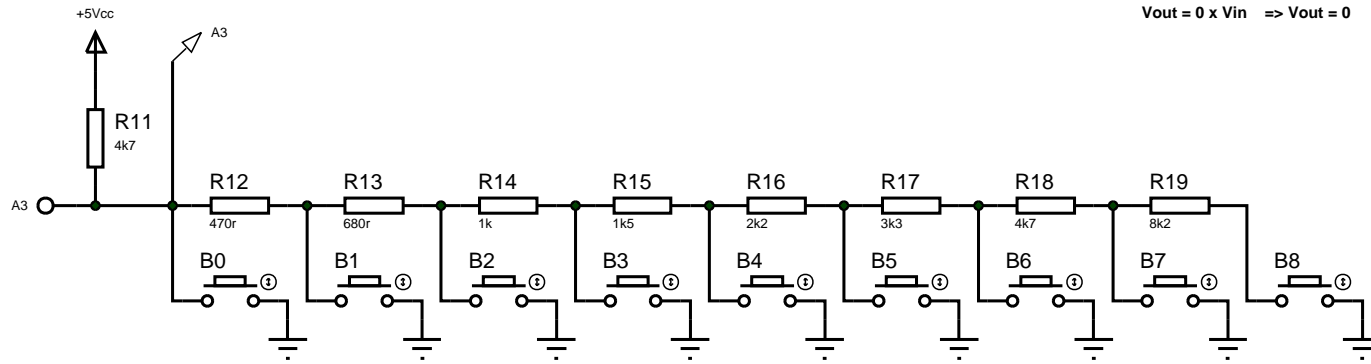 +5Vcc
Vout = 0 x Vin => Vout = 0
A3
R11
4k7
A3
R12 R13 R14 R15 R16 R17 R18 R19
470r 680r 1k 1k5 2k2 3k3 4k7 8k2
B0 B1 B2 B3 B4 B5 B6 B7 B8